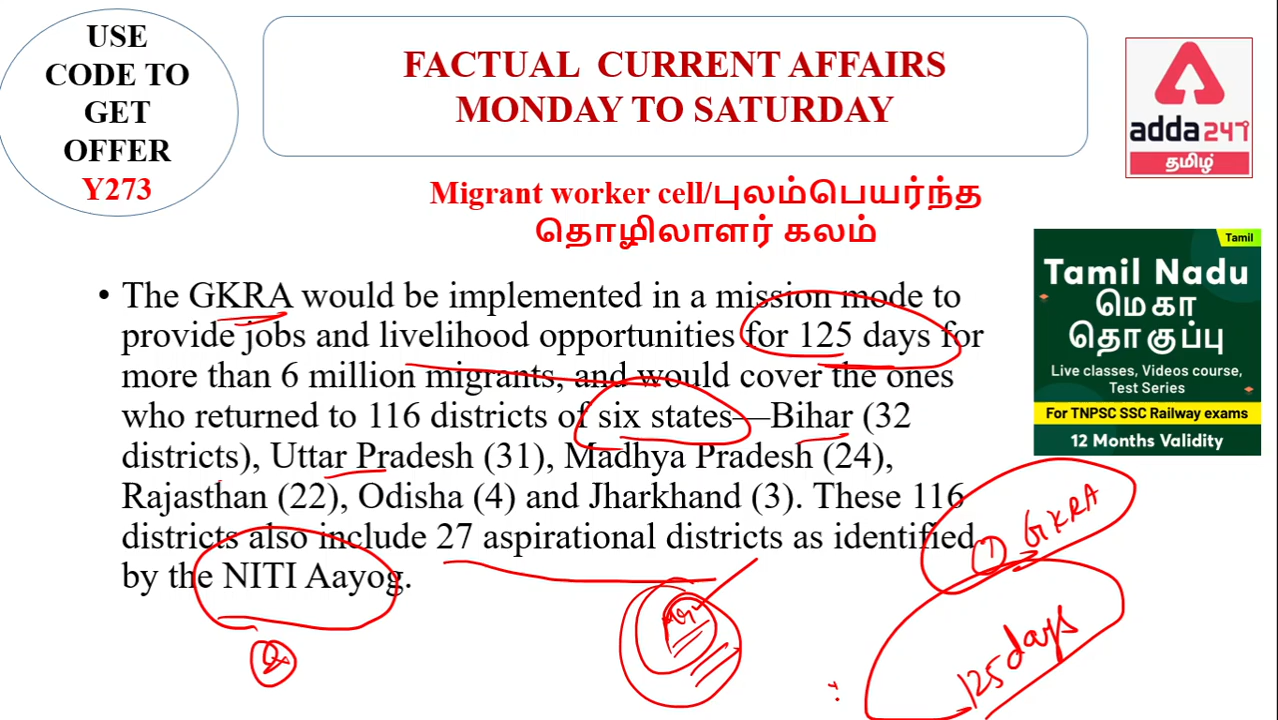 USE
CODE TO
GET
OFFER
Y273
FACTUAL CURRENT AFFAIRS
MONDAY TO SATURDAY
adda247
தமிழ்
Migrant worker cell/புலம்பெயர்ந்த
தொழிலாளர் கலம்
• The GKRA would be implemented in a mission mode to
provide jobs and livelihood opportunities for 125 days for
more than 6 million migrants, and would cover the ones
who returned to 116 districts of six states—Bihar (32
districts), Uttar Pradesh (31), Madhya Pradesh (24),
Rajasthan (22), Odisha (4) and Jharkhand (3). These 116
districts also include 27 aspirational districts as identified
by the NITI Aayog.
Tamil
Tamil Nadu
மெகா
தொகுப்பு
Live classes, Videos course,
Test Series
For TNPSC SSC Railway exams
12 Months Validity
1 GKRA
125 days